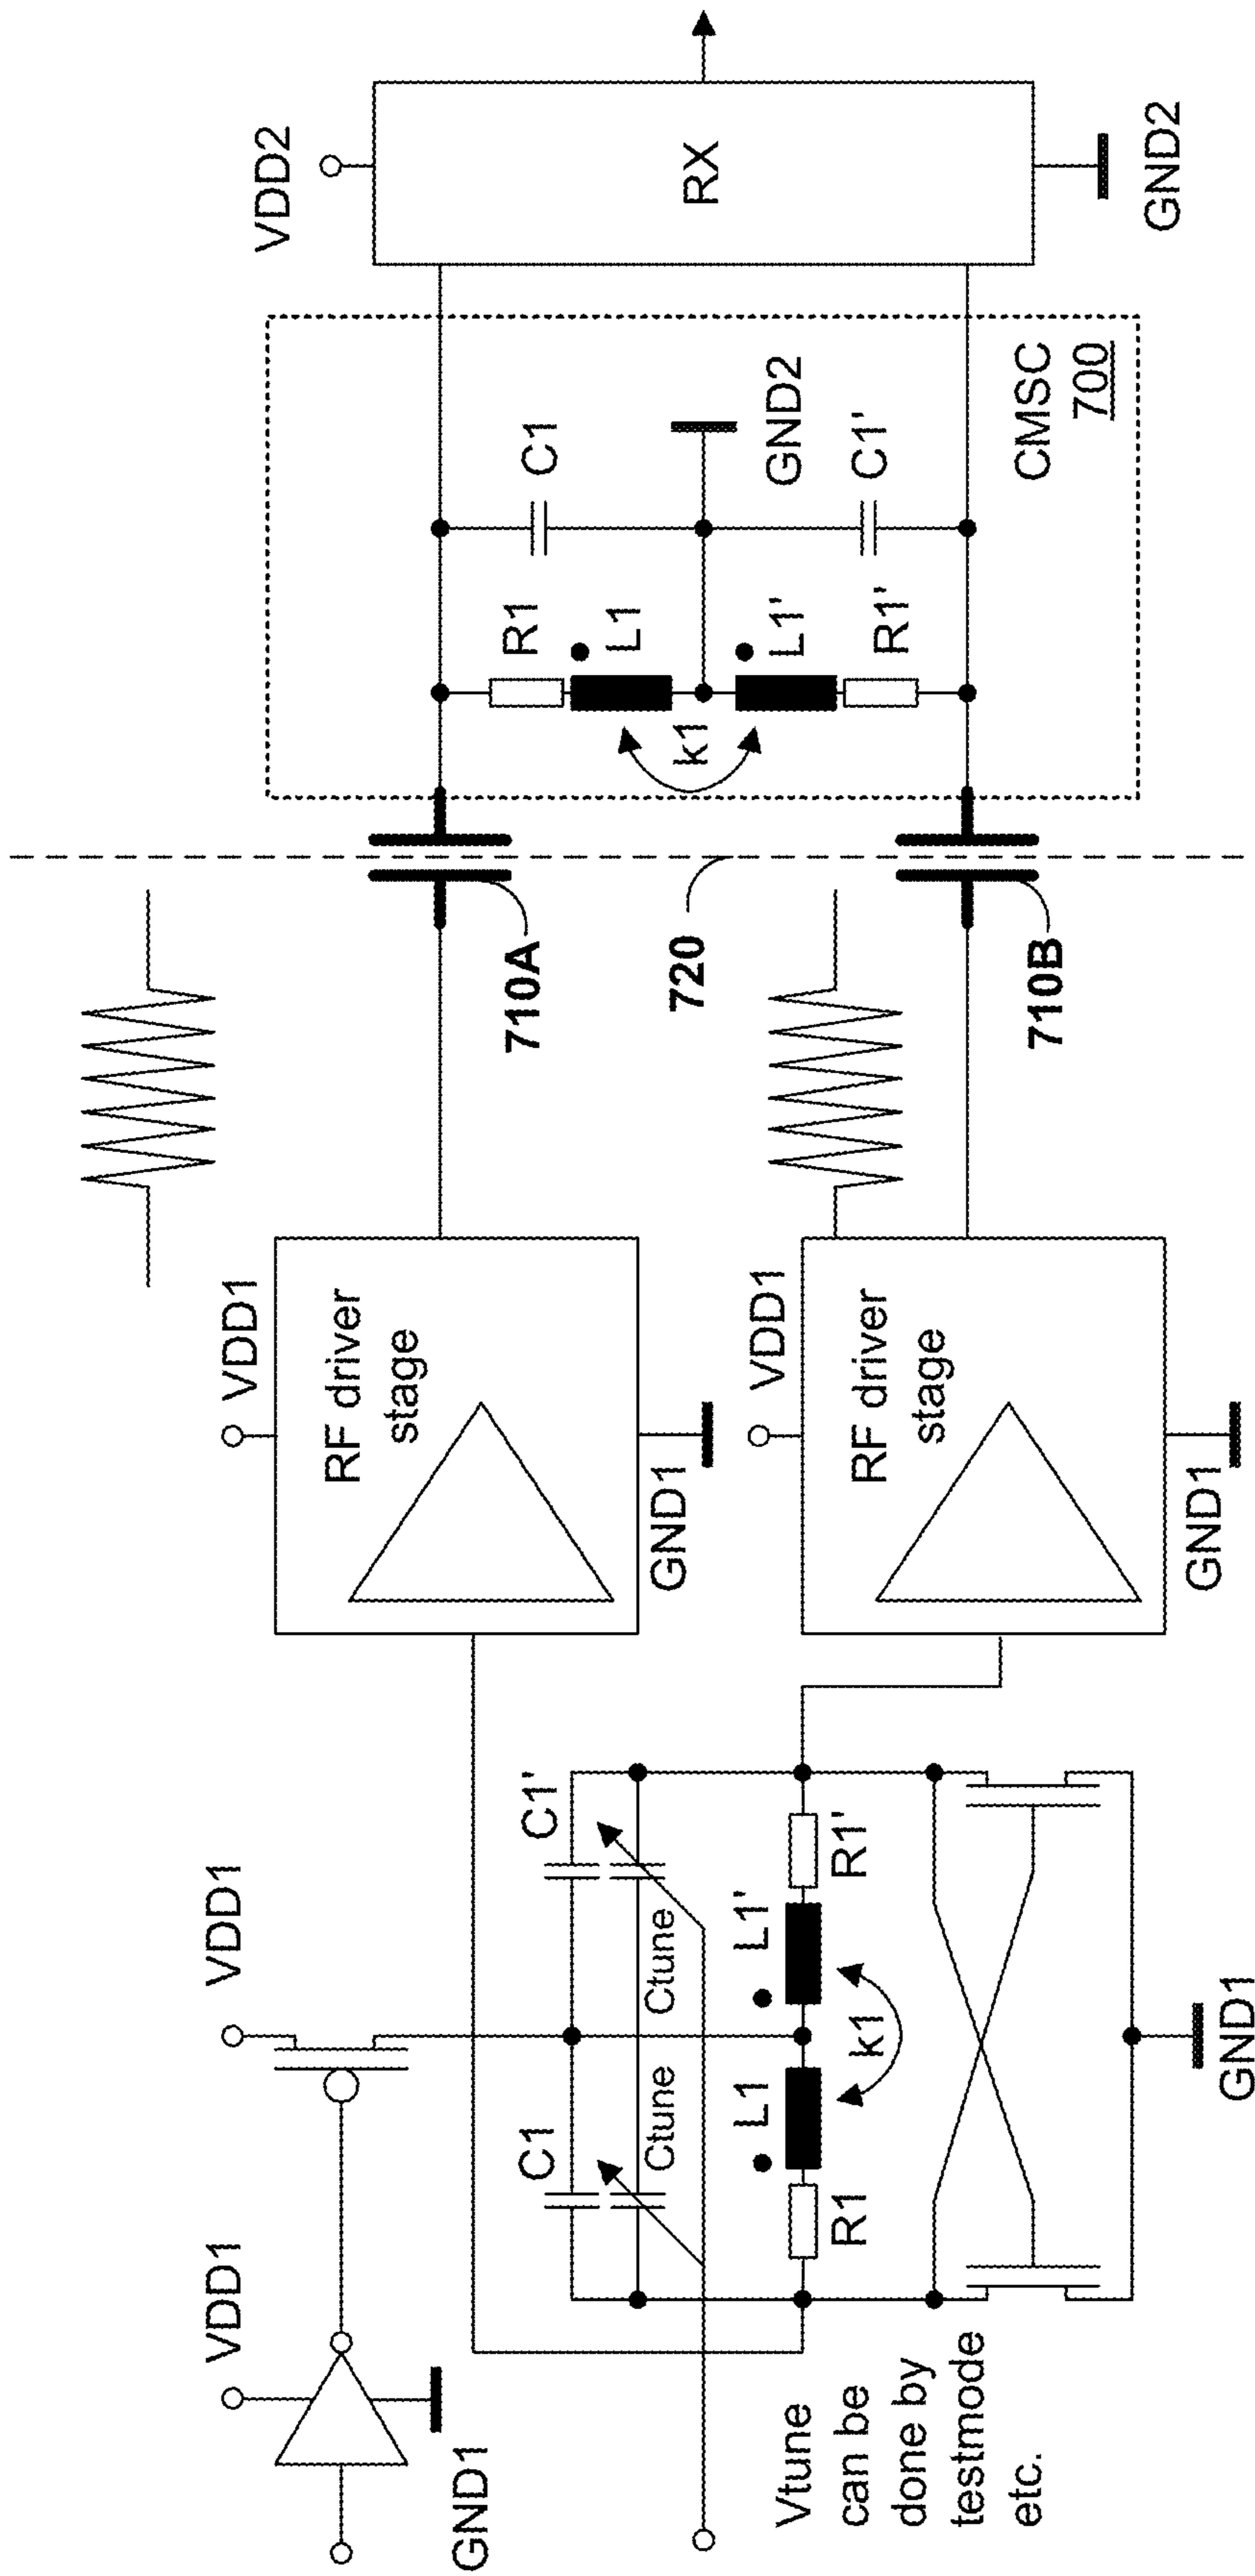 VDD1
VDD1
GND1
C1
C1'
Ctune
Ctune
L1
L1'
R1
R1'
k1
Vtune
can be
done by
testmode
etc.
GND1
VDD1
RF driver
stage
GND1
VDD1
RF driver
stage
GND1
710A
720
710B
R1
L1
k1
L1'
R1'
C1
GND2
C1'
CMSC
700
VDD2
RX
GND2